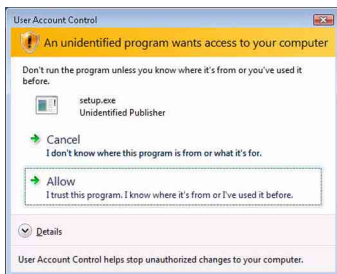 User Account Control
An unidentified program wants access to your computer
Don't run the program unless you know where it's from or you've used it
before.
setup.exe
Unidentified Publisher
Cancel
I don't know where this program is from or what it's for.
Allow
I trust this program. I know where it's from or I've used it before.
Details
User Account Control helps stop unauthorized changes to your computer.